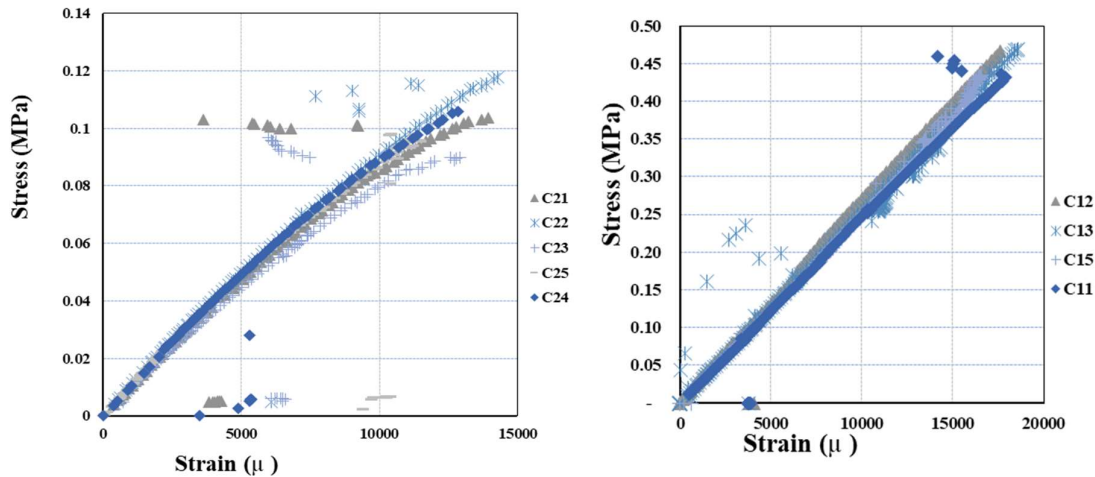 0.14
0.12
0.1
0.08
0.06
0.04
0.02
0
Stress (MPa)
0 5000 10000 15000
Strain (μ )
C21
C22
C23
C25
C24
0.50
0.45
0.40
0.35
0.30
0.25
0.20
0.15
0.10
0.05
-
Stress (MPa)
0 5000 10000 15000 20000
Strain (μ )
C12
C13
C15
C11